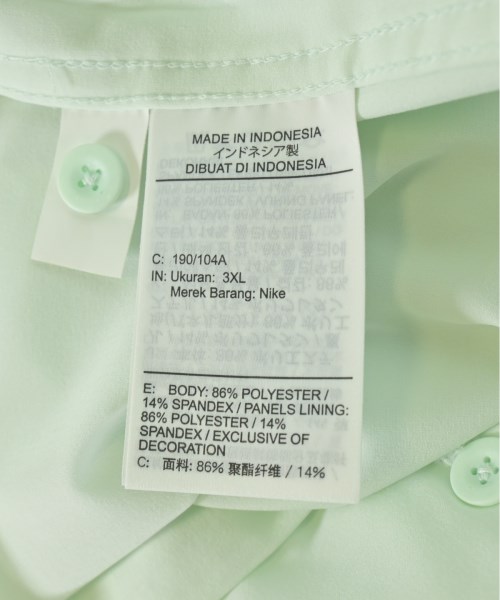 MADE IN INDONESIA
インドネシア製
DIBUAT DI INDONESIA
C: 190/104A
IN: Ukuran: 3XL
Merek Barang: Nike
E: BODY: 86% POLYESTER /
14% SPANDEX / PANELS LINING:
86% POLYESTER / 14%
SPANDEX / EXCLUSIVE OF
DECORATION
C: 面料: 86% 聚酯纤维 / 14%